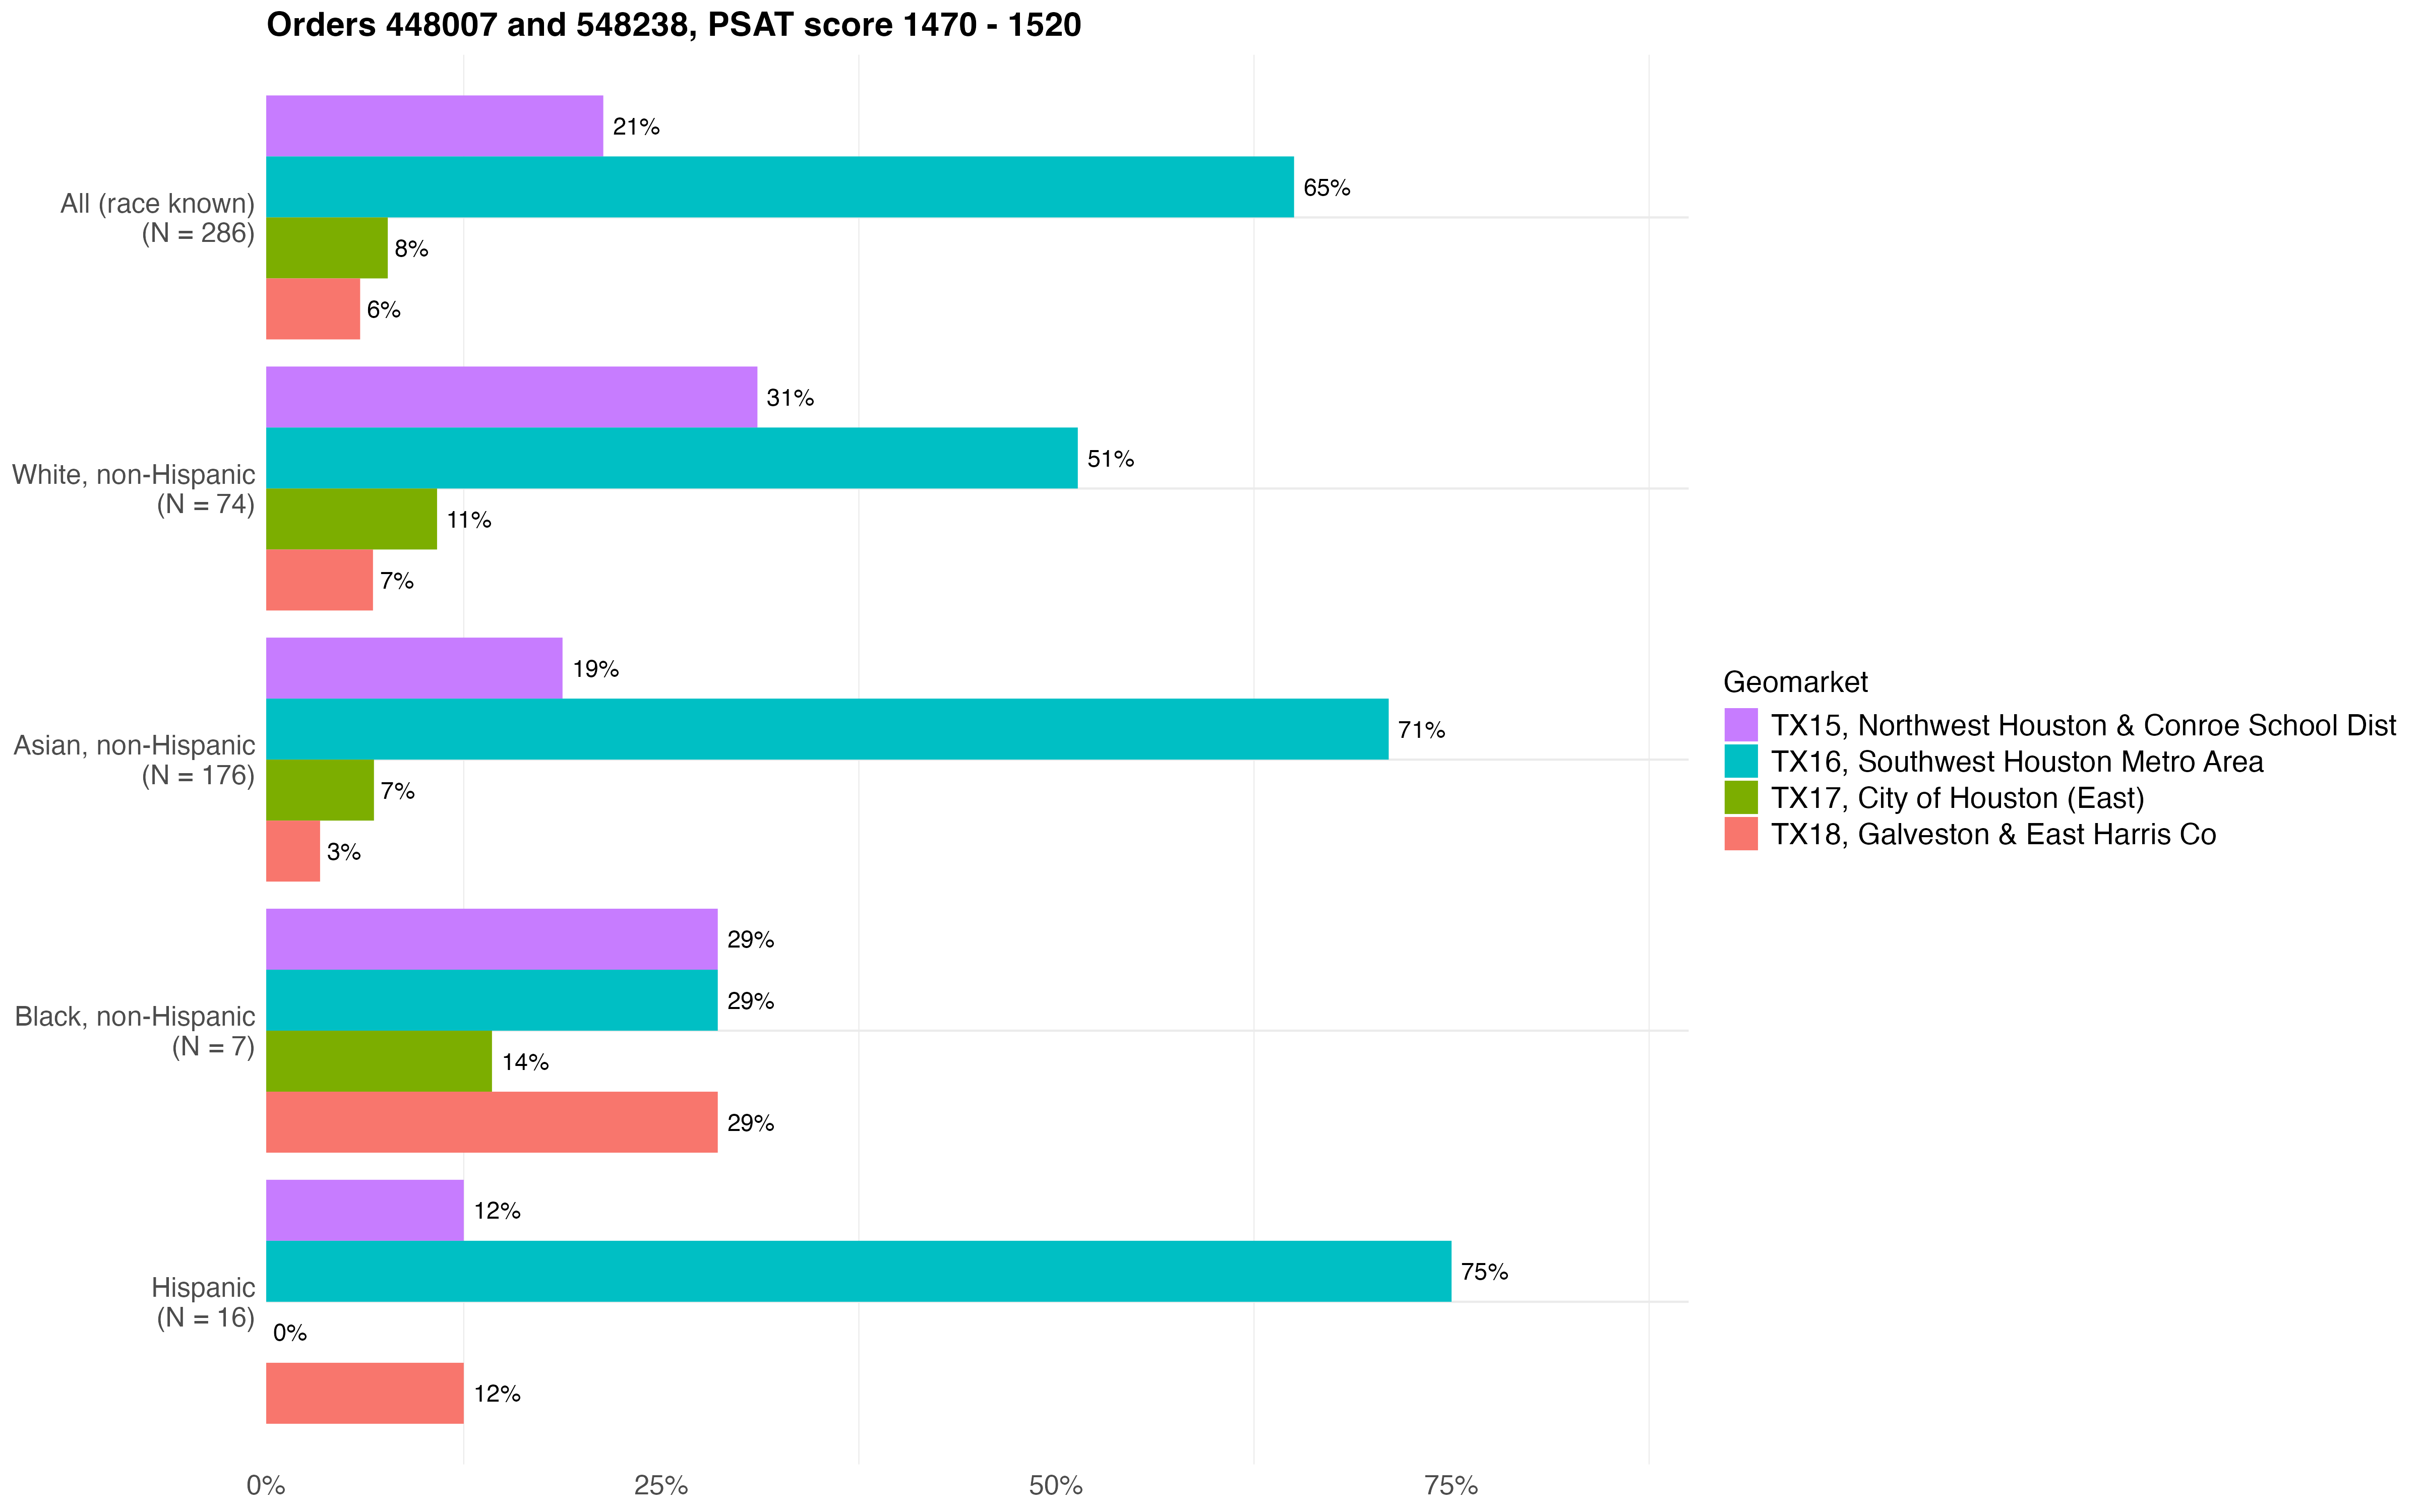 Orders 448007 and 548238, PSAT score 1470 - 1520
All (race known)
(N = 286)
21%
65%
8%
6%
White, non-Hispanic
(N = 74)
31%
51%
11%
7%
Asian, non-Hispanic
(N = 176)
19%
71%
7%
3%
Black, non-Hispanic
(N = 7)
29%
29%
14%
29%
Hispanic
(N = 16)
12%
75%
0%
12%
0%
25%
50%
75%
Geomarket
TX15, Northwest Houston & Conroe School Dist
TX16, Southwest Houston Metro Area
TX17, City of Houston (East)
TX18, Galveston & East Harris Co